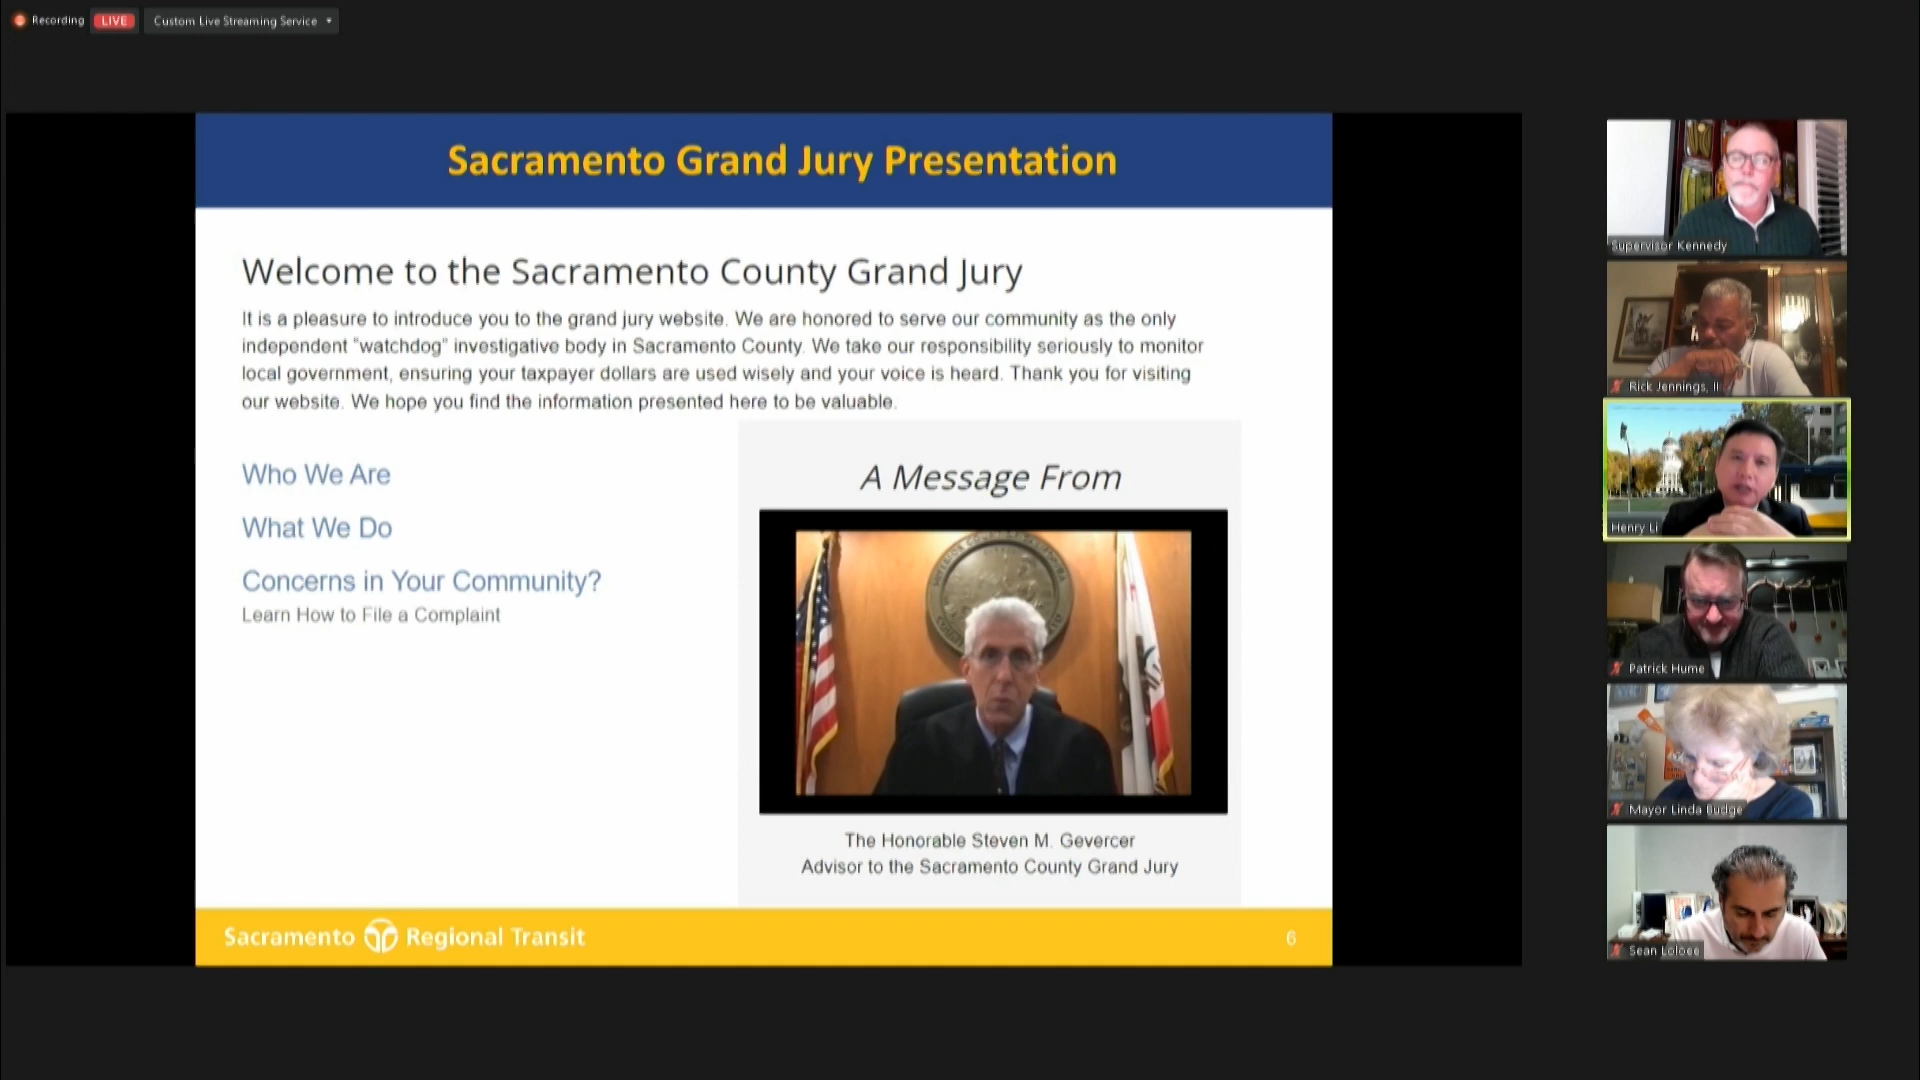 Recording
LIVE
Custom Live Streaming Service
Sacramento Grand Jury Presentation
Welcome to the Sacramento County Grand Jury
It is a pleasure to introduce you to the grand jury website. We are honored to serve our community as the only
independent "watchdog" investigative body in Sacramento County. We take our responsibility seriously to monitor
local government, ensuring your taxpayer dollars are used wisely and your voice is heard. Thank you for visiting
our website. We hope you find the information presented here to be valuable.
Who We Are
What We Do
Concerns in Your Community?
Learn How to File a Complaint
A Message From
The Honorable Steven M. Gevercer
Advisor to the Sacramento County Grand Jury
Sacramento Regional Transit
6
Supervisor Kennedy
Rick Jennings, II
Henry Li
Patrick Hume
Mayor Linda Budge
Sean Loloee